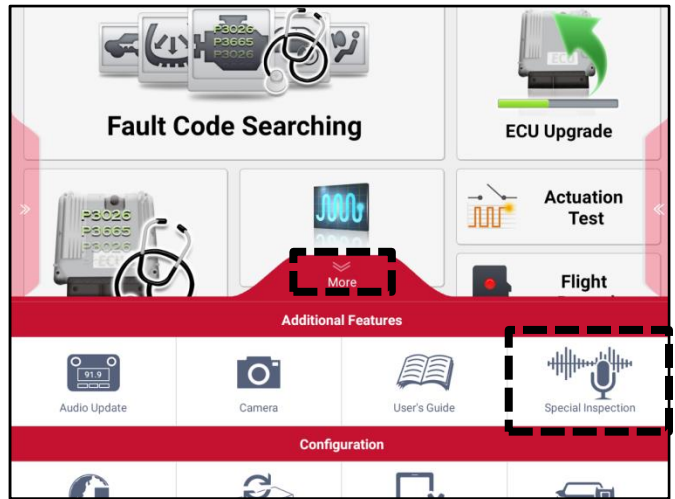 P3026
P3665
P3026
ECU
Fault Code Searching
ECU Upgrade
P3026
P3665
P3026
ECU
Actuation
Test
Flight
More
Additional Features
91.9
Audio Update
Camera
User's Guide
Special Inspection
Configuration